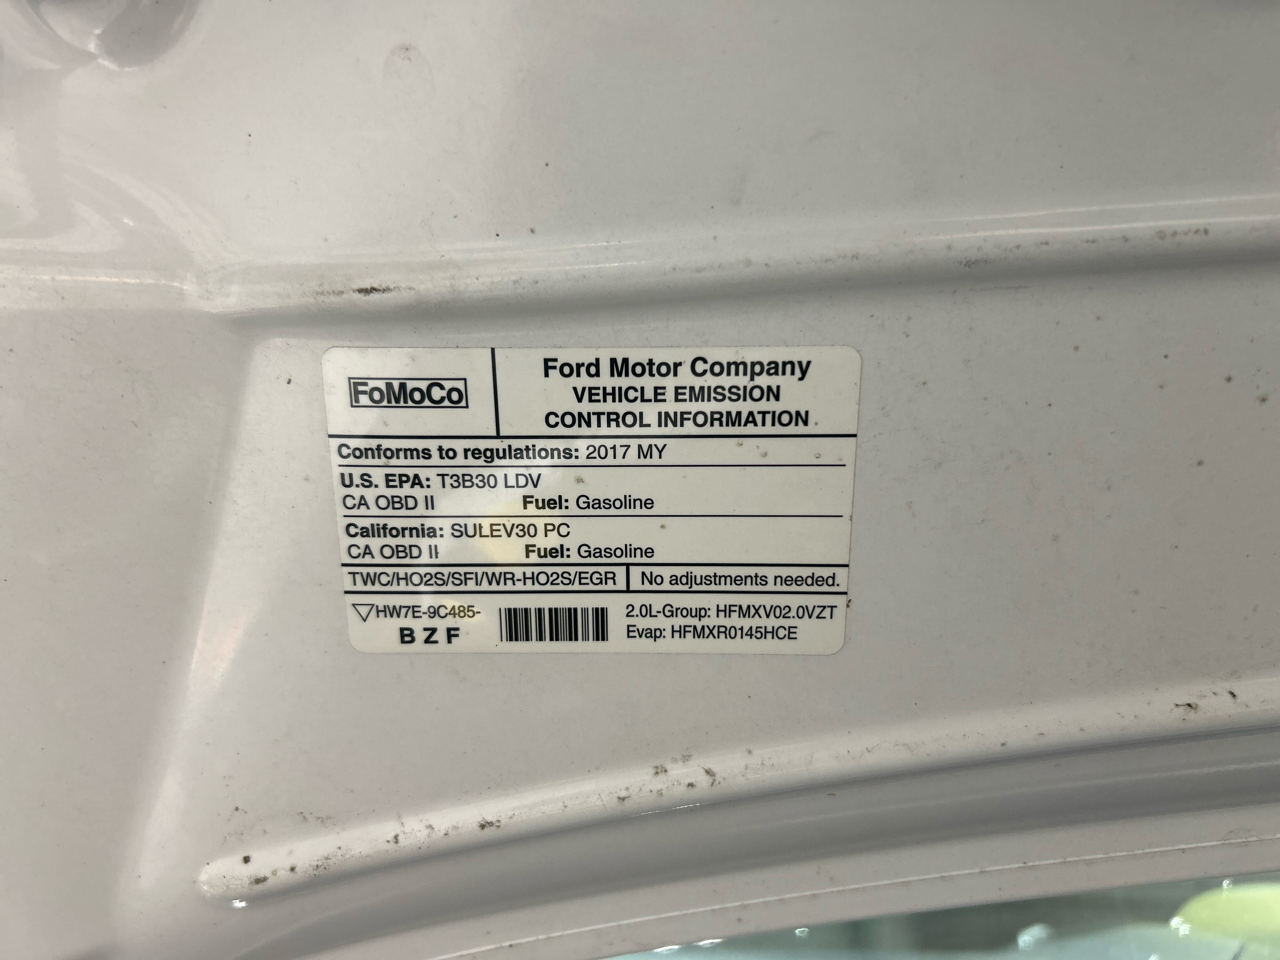 FoMoCo
Ford Motor Company
VEHICLE EMISSION
CONTROL INFORMATION
Conforms to regulations: 2017 MY
U.S. EPA: T3B30 LDV
CA OBD II Fuel: Gasoline
California: SULEV30 PC
CA OBD II Fuel: Gasoline
TWC/HO2S/SFI/WR-HO2S/EGR No adjustments needed.
HW7E-9C485-
BZF
2.0L-Group: HFMXV02.0VZT
Evap: HFMXR0145HCE